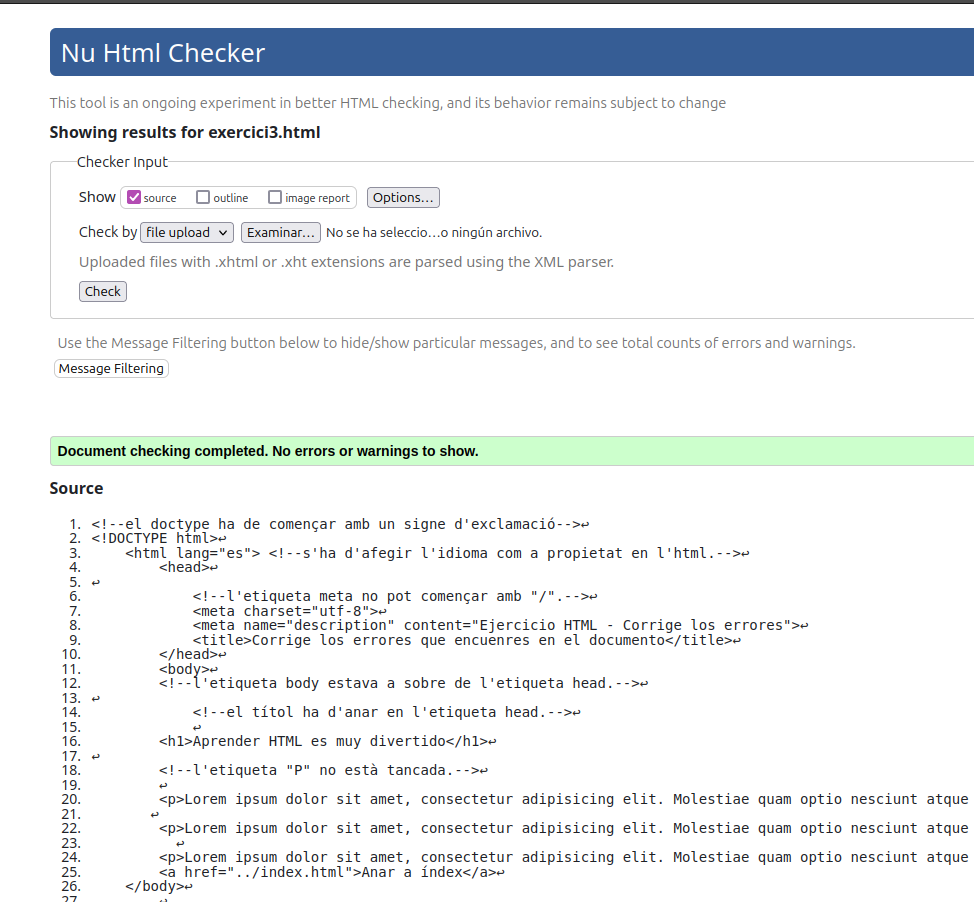 Nu Html Checker
This tool is an ongoing experiment in better HTML checking, and its behavior remains subject to change
Showing results for exercici3.html
Checker Input
Show source outline image report Options...
Check by file upload Examinar... No se ha seleccio…o ningún archivo.
Uploaded files with .xhtml or .xht extensions are parsed using the XML parser.
Check
Use the Message Filtering button below to hide/show particular messages, and to see total counts of errors and warnings.
Message Filtering
Document checking completed. No errors or warnings to show.
Source
1. <!--el doctype ha de començar amb un signe d'exclamació-->↩
2. <!DOCTYPE html>↩
3. <html lang="es"> <!--s'ha d'afegir l'idioma com a propietat en l'html.-->↩
4. <head>↩
5. ↩
6. <!--l'etiqueta meta no pot començar amb "/".-->↩
7. <meta charset="utf-8">↩
8. <meta name="description" content="Ejercicio HTML - Corrige los errores">↩
9. <title>Corrige los errores que encuenres en el documento</title>↩
10. </head>↩
11. <body>↩
12. <!--l'etiqueta body estava a sobre de l'etiqueta head.-->↩
13. ↩
14. <!--el títol ha d'anar en l'etiqueta head.-->↩
15. ↩
16. <h1>Aprender HTML es muy divertido</h1>↩
17. ↩
18. <!--l'etiqueta "P" no està tancada.-->↩
19. ↩
20. <p>Lorem ipsum dolor sit amet, consectetur adipisicing elit. Molestiae quam optio nesciunt atque
21. ↩
22. <p>Lorem ipsum dolor sit amet, consectetur adipisicing elit. Molestiae quam optio nesciunt atque
23. ↩
24. <p>Lorem ipsum dolor sit amet, consectetur adipisicing elit. Molestiae quam optio nesciunt atque
25. <a href="../index.html">Anar a índex</a>↩
26. </body>↩
27. ↩